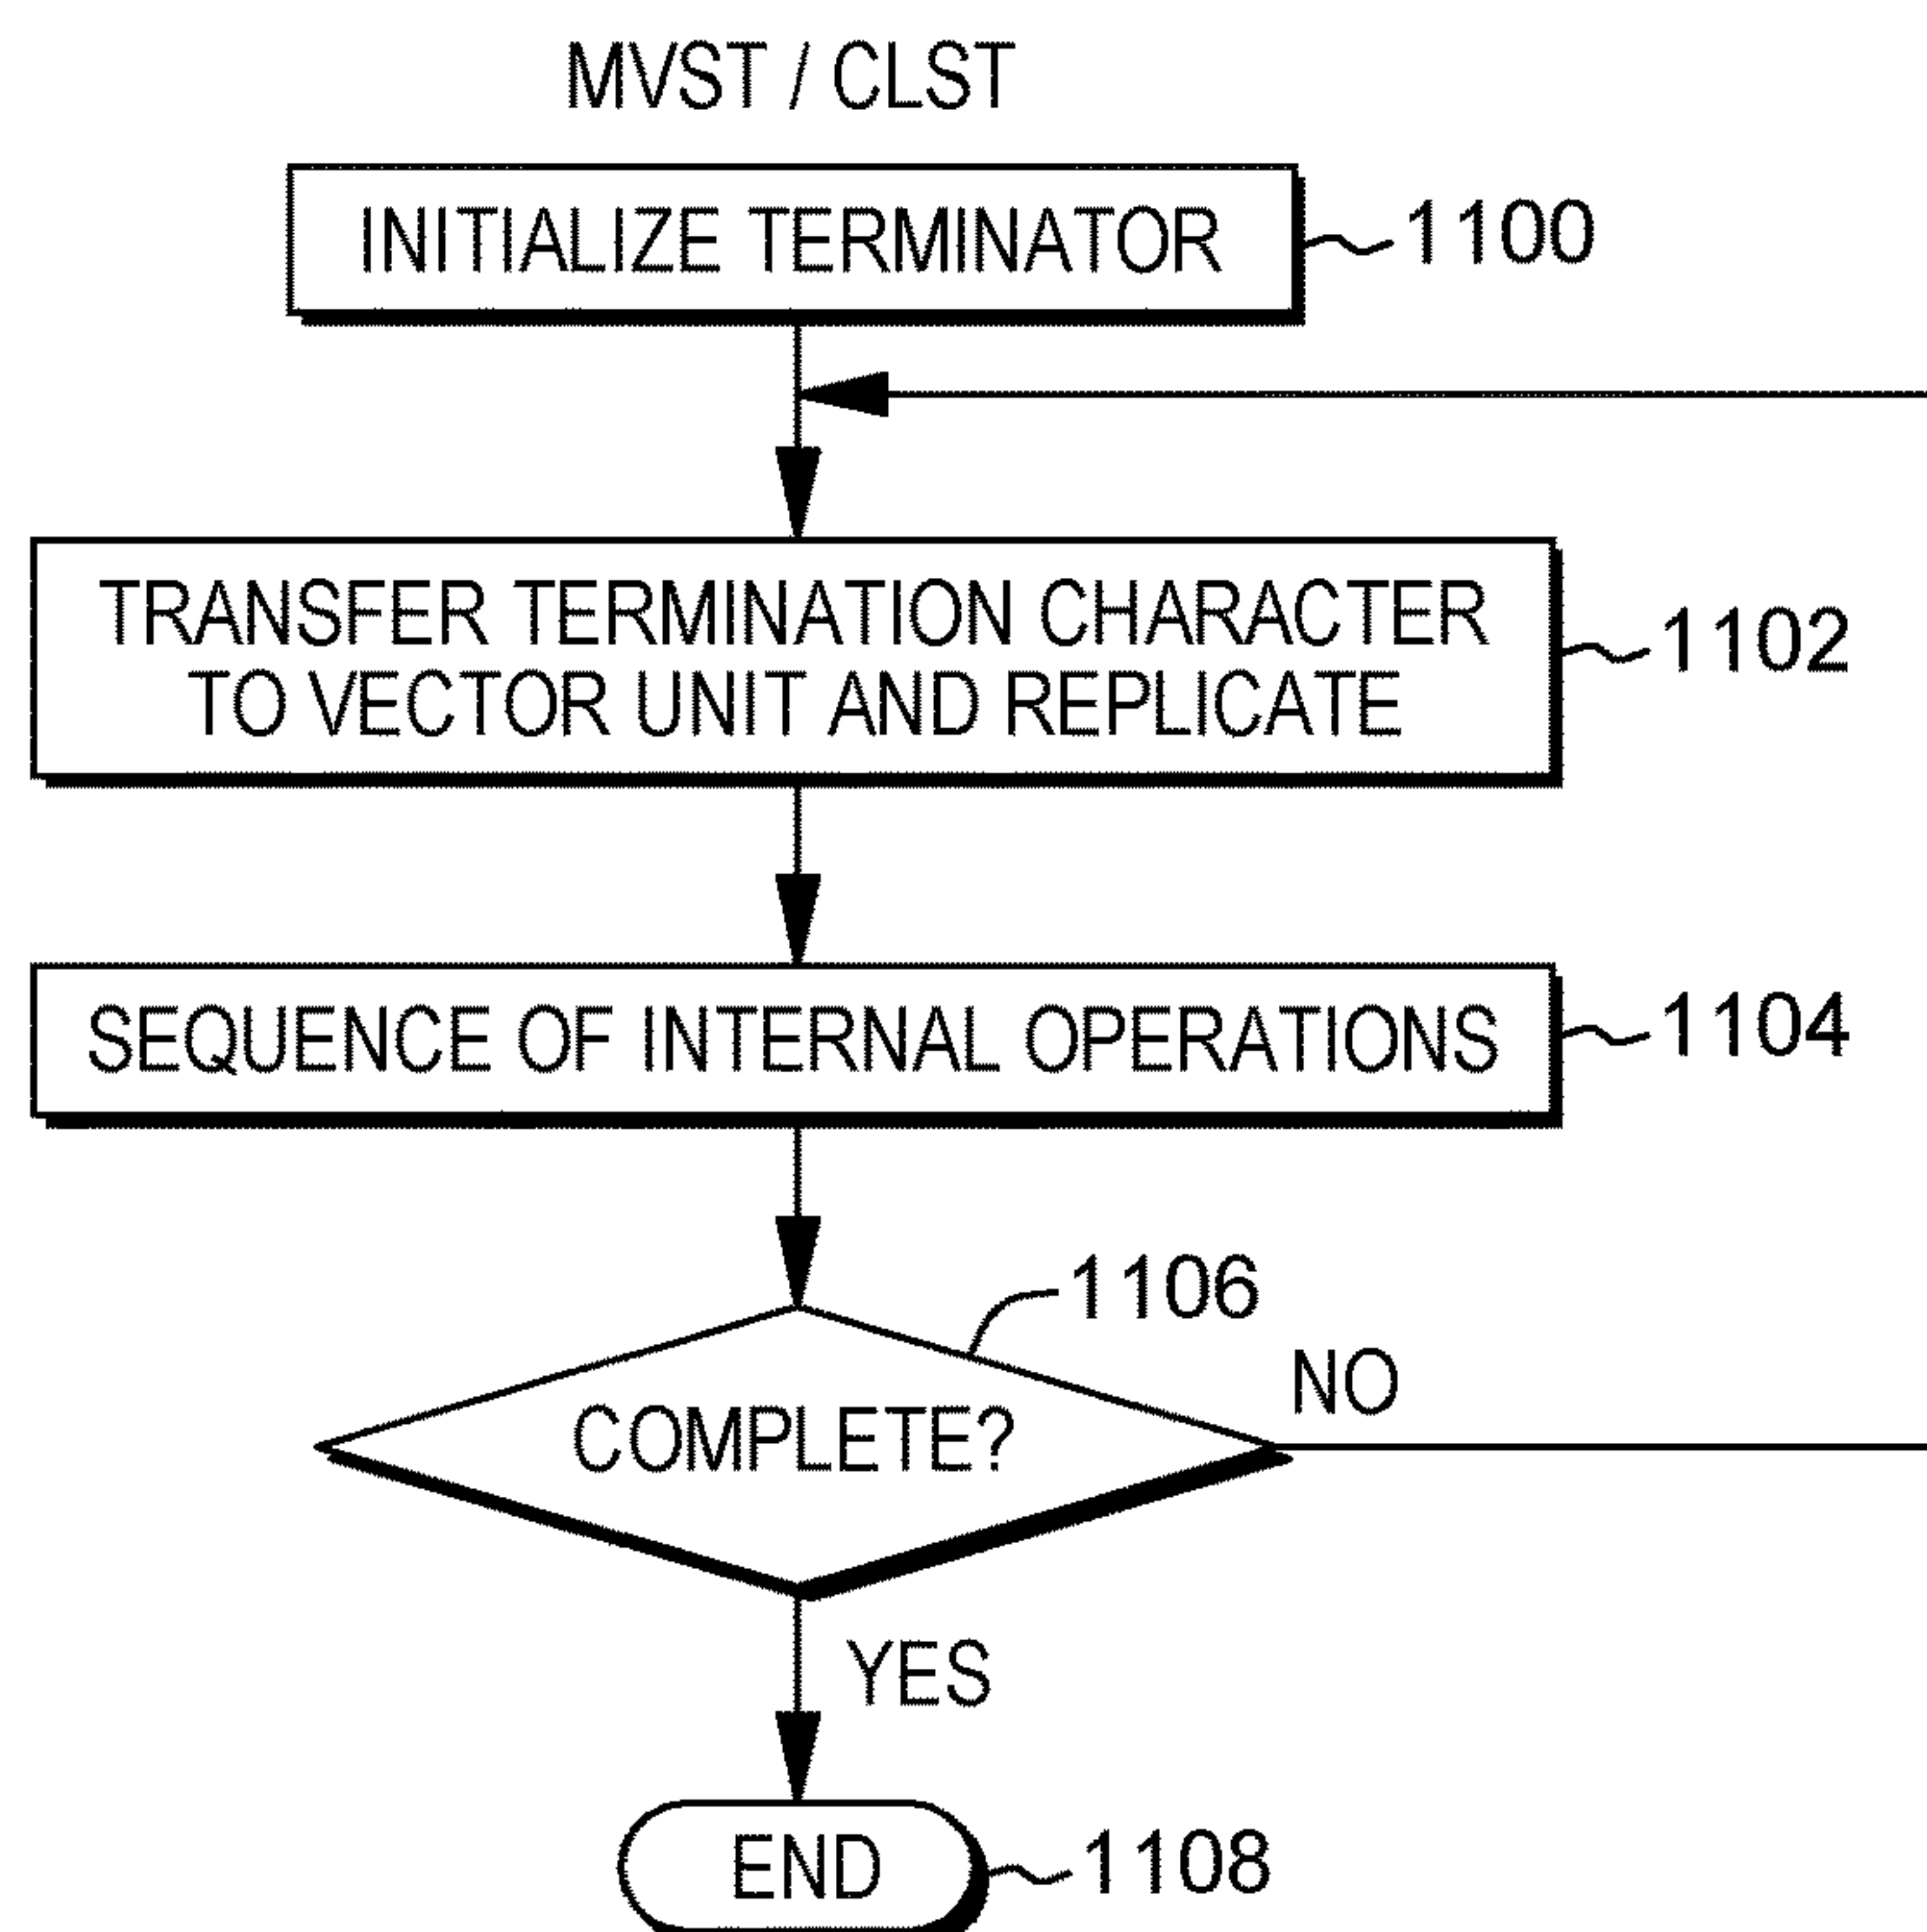 MVST / CLST
INITIALIZE TERMINATOR
1100
TRANSFER TERMINATION CHARACTER
TO VECTOR UNIT AND REPLICATE
1102
SEQUENCE OF INTERNAL OPERATIONS
1104
1106
COMPLETE?
NO
YES
END
1108